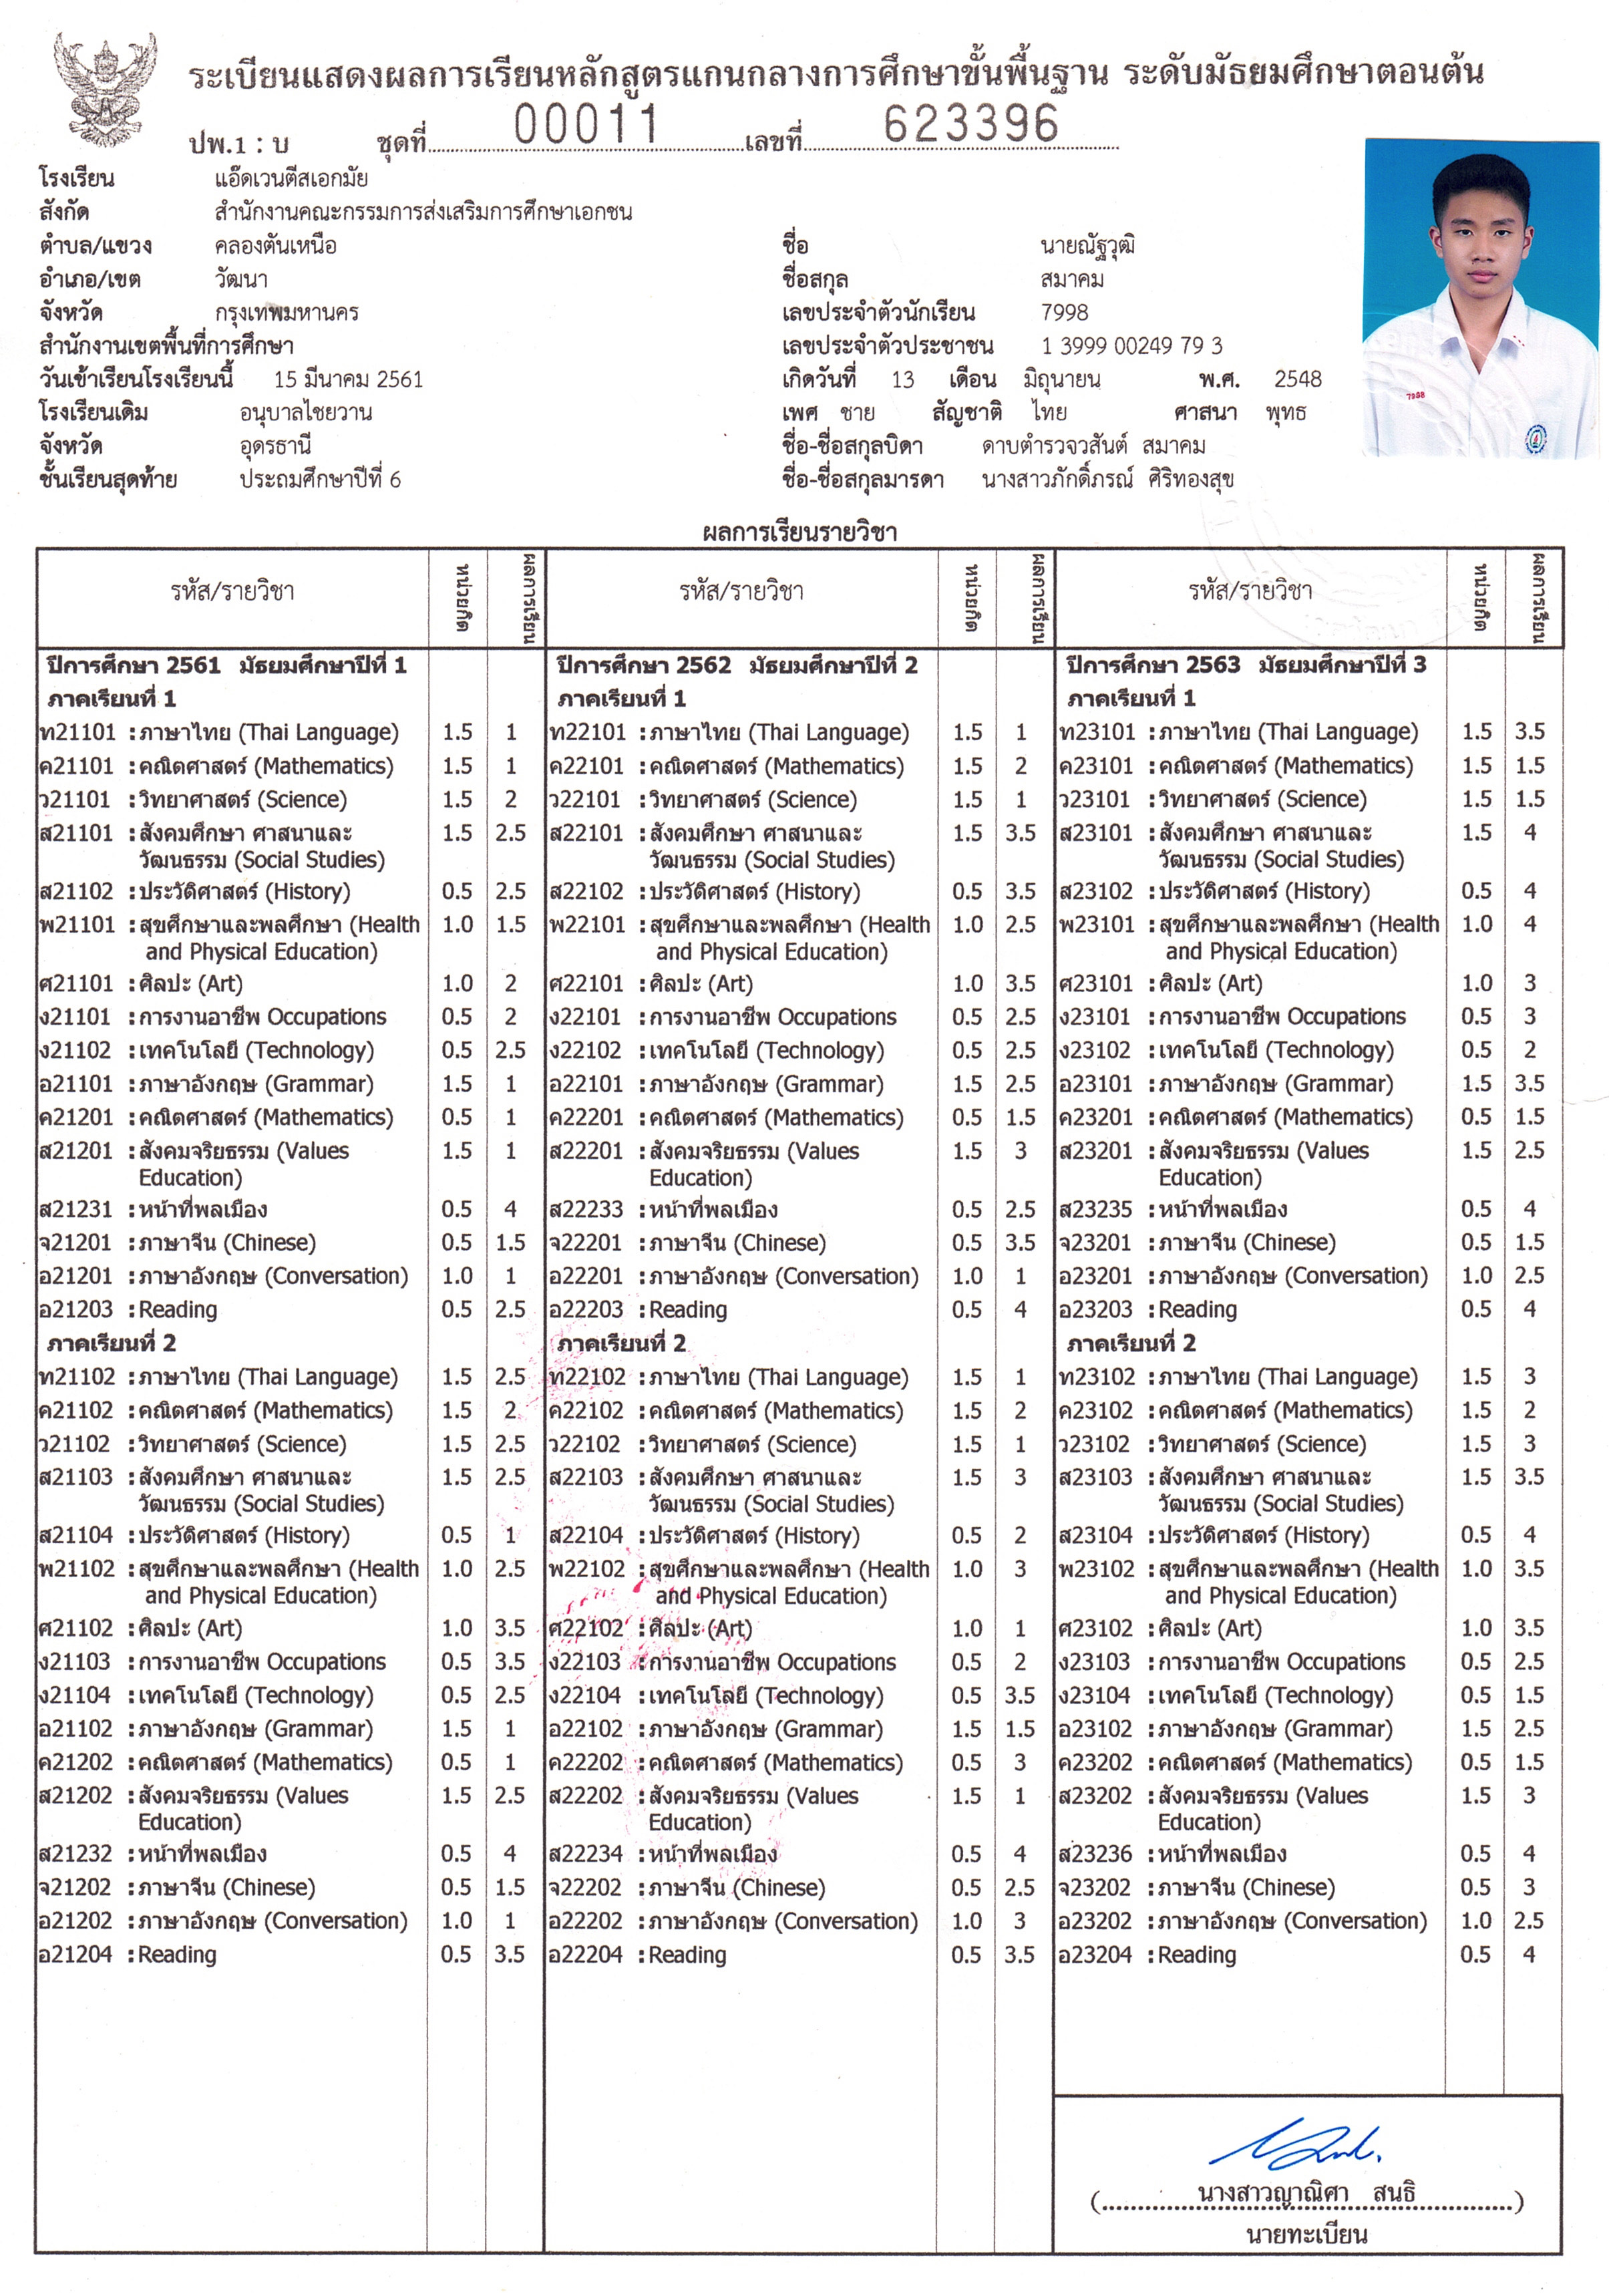 ระเบียนแสดงผลการเรียนหลักสูตรแกนกลางการศึกษาขั้นพื้นฐาน ระดับมัธยมศึกษาตอนต้น
ปพ.1 : บ ชุดที่ 00011 เลขที่ 623396
โรงเรียน แอ๊ดเวนตีสเอกมัย
สังกัด สำนักงานคณะกรรมการส่งเสริมการศึกษาเอกชน
ตำบล/แขวง คลองตันเหนือ
อำเภอ/เขต วัฒนา
จังหวัด กรุงเทพมหานคร
สำนักงานเขตพื้นที่การศึกษา
วันเข้าเรียนโรงเรียนนี้ 15 มีนาคม 2561
โรงเรียนเดิม อนุบาลไชยวาน
จังหวัด อุดรธานี
ชั้นเรียนสุดท้าย ประถมศึกษาปีที่ 6
ชื่อ นายณัฐวุฒิ
ชื่อสกุล สมาคม
เลขประจำตัวนักเรียน 7998
เลขประจำตัวประชาชน 1 3999 00249 79 3
เกิดวันที่ 13 เดือน มิถุนายน พ.ศ. 2548
เพศ ชาย สัญชาติ ไทย ศาสนา พุทธ
ชื่อ-ชื่อสกุลบิดา ดาบตำรวจวสันต์ สมาคม
ชื่อ-ชื่อสกุลมารดา นางสาวภักดิ์ภรณ์ ศิริทองสุข
ผลการเรียนรายวิชา
รหัส/รายวิชา หน่วยกิต ผลการเรียน
ปีการศึกษา 2561 มัธยมศึกษาปีที่ 1
ภาคเรียนที่ 1
ท21101 :ภาษาไทย (Thai Language) 1.5 1
ค21101 :คณิตศาสตร์ (Mathematics) 1.5 1
ว21101 :วิทยาศาสตร์ (Science) 1.5 2
ส21101 :สังคมศึกษา ศาสนาและ 1.5 2.5
วัฒนธรรม (Social Studies)
ส21102 :ประวัติศาสตร์ (History) 0.5 2.5
พ21101 :สุขศึกษาและพลศึกษา (Health 1.0 1.5
and Physical Education)
ศ21101 :ศิลปะ (Art) 1.0 2
ง21101 :การงานอาชีพ Occupations 0.5 2
ง21102 :เทคโนโลยี (Technology) 0.5 2.5
อ21101 :ภาษาอังกฤษ (Grammar) 1.5 1
ค21201 :คณิตศาสตร์ (Mathematics) 0.5 1
ส21201 :สังคมจริยธรรม (Values 1.5 1
Education)
ส21231 :หน้าที่พลเมือง 0.5 4
จ21201 :ภาษาจีน (Chinese) 0.5 1.5
อ21201 :ภาษาอังกฤษ (Conversation) 1.0 1
อ21203 :Reading 0.5 2.5
ภาคเรียนที่ 2
ท21102 :ภาษาไทย (Thai Language) 1.5 2.5
ค21102 :คณิตศาสตร์ (Mathematics) 1.5 2
ว21102 :วิทยาศาสตร์ (Science) 1.5 2.5
ส21103 :สังคมศึกษา ศาสนาและ 1.5 2.5
วัฒนธรรม (Social Studies)
ส21104 :ประวัติศาสตร์ (History) 0.5 1
พ21102 :สุขศึกษาและพลศึกษา (Health 1.0 2.5
and Physical Education)
ศ21102 :ศิลปะ (Art) 1.0 3.5
ง21103 :การงานอาชีพ Occupations 0.5 3.5
ง21104 :เทคโนโลยี (Technology) 0.5 2.5
อ21102 :ภาษาอังกฤษ (Grammar) 1.5 1
ค21202 :คณิตศาสตร์ (Mathematics) 0.5 1
ส21202 :สังคมจริยธรรม (Values 1.5 2.5
Education)
ส21232 :หน้าที่พลเมือง 0.5 4
จ21202 :ภาษาจีน (Chinese) 0.5 1.5
อ21202 :ภาษาอังกฤษ (Conversation) 1.0 1
อ21204 :Reading 0.5 3.5
รหัส/รายวิชา หน่วยกิต ผลการเรียน
ปีการศึกษา 2562 มัธยมศึกษาปีที่ 2
ภาคเรียนที่ 1
ท22101 :ภาษาไทย (Thai Language) 1.5 1
ค22101 :คณิตศาสตร์ (Mathematics) 1.5 2
ว22101 :วิทยาศาสตร์ (Science) 1.5 1
ส22101 :สังคมศึกษา ศาสนาและ 1.5 3.5
วัฒนธรรม (Social Studies)
ส22102 :ประวัติศาสตร์ (History) 0.5 3.5
พ22101 :สุขศึกษาและพลศึกษา (Health 1.0 2.5
and Physical Education)
ศ22101 :ศิลปะ (Art) 1.0 3.5
ง22101 :การงานอาชีพ Occupations 0.5 2.5
ง22102 :เทคโนโลยี (Technology) 0.5 2.5
อ22101 :ภาษาอังกฤษ (Grammar) 1.5 2.5
ค22201 :คณิตศาสตร์ (Mathematics) 0.5 1.5
ส22201 :สังคมจริยธรรม (Values 1.5 3
Education)
ส22233 :หน้าที่พลเมือง 0.5 2.5
จ22201 :ภาษาจีน (Chinese) 0.5 3.5
อ22201 :ภาษาอังกฤษ (Conversation) 1.0 1
อ22203 :Reading 0.5 4
ภาคเรียนที่ 2
ท22102 :ภาษาไทย (Thai Language) 1.5 1
ค22102 :คณิตศาสตร์ (Mathematics) 1.5 2
ว22102 :วิทยาศาสตร์ (Science) 1.5 1
ส22103 :สังคมศึกษา ศาสนาและ 1.5 3
วัฒนธรรม (Social Studies)
ส22104 :ประวัติศาสตร์ (History) 0.5 2
พ22102 :สุขศึกษาและพลศึกษา (Health 1.0 3
and Physical Education)
ศ22102 :ศิลปะ (Art) 1.0 1
ง22103 :การงานอาชีพ Occupations 0.5 2
ง22104 :เทคโนโลยี (Technology) 0.5 3.5
อ22102 :ภาษาอังกฤษ (Grammar) 1.5 1.5
ค22202 :คณิตศาสตร์ (Mathematics) 0.5 3
ส22202 :สังคมจริยธรรม (Values 1.5 1
Education)
ส22234 :หน้าที่พลเมือง 0.5 4
จ22202 :ภาษาจีน (Chinese) 0.5 2.5
อ22202 :ภาษาอังกฤษ (Conversation) 1.0 3
อ22204 :Reading 0.5 3.5
รหัส/รายวิชา หน่วยกิต ผลการเรียน
ปีการศึกษา 2563 มัธยมศึกษาปีที่ 3
ภาคเรียนที่ 1
ท23101 :ภาษาไทย (Thai Language) 1.5 3.5
ค23101 :คณิตศาสตร์ (Mathematics) 1.5 1.5
ว23101 :วิทยาศาสตร์ (Science) 1.5 1.5
ส23101 :สังคมศึกษา ศาสนาและ 1.5 4
วัฒนธรรม (Social Studies)
ส23102 :ประวัติศาสตร์ (History) 0.5 4
พ23101 :สุขศึกษาและพลศึกษา (Health 1.0 4
and Physical Education)
ศ23101 :ศิลปะ (Art) 1.0 3
ง23101 :การงานอาชีพ Occupations 0.5 3
ง23102 :เทคโนโลยี (Technology) 0.5 2
อ23101 :ภาษาอังกฤษ (Grammar) 1.5 3.5
ค23201 :คณิตศาสตร์ (Mathematics) 0.5 1.5
ส23201 :สังคมจริยธรรม (Values 1.5 2.5
Education)
ส23235 :หน้าที่พลเมือง 0.5 4
จ23201 :ภาษาจีน (Chinese) 0.5 1.5
อ23201 :ภาษาอังกฤษ (Conversation) 1.0 2.5
อ23203 :Reading 0.5 4
ภาคเรียนที่ 2
ท23102 :ภาษาไทย (Thai Language) 1.5 3
ค23102 :คณิตศาสตร์ (Mathematics) 1.5 2
ว23102 :วิทยาศาสตร์ (Science) 1.5 3
ส23103 :สังคมศึกษา ศาสนาและ 1.5 3.5
วัฒนธรรม (Social Studies)
ส23104 :ประวัติศาสตร์ (History) 0.5 4
พ23102 :สุขศึกษาและพลศึกษา (Health 1.0 3.5
and Physical Education)
ศ23102 :ศิลปะ (Art) 1.0 3.5
ง23103 :การงานอาชีพ Occupations 0.5 2.5
ง23104 :เทคโนโลยี (Technology) 0.5 1.5
อ23102 :ภาษาอังกฤษ (Grammar) 1.5 2.5
ค23202 :คณิตศาสตร์ (Mathematics) 0.5 1.5
ส23202 :สังคมจริยธรรม (Values 1.5 3
Education)
ส23236 :หน้าที่พลเมือง 0.5 4
จ23202 :ภาษาจีน (Chinese) 0.5 3
อ23202 :ภาษาอังกฤษ (Conversation) 1.0 2.5
อ23204 :Reading 0.5 4
(นางสาวญาณิศา สนธิ)
นายทะเบียน